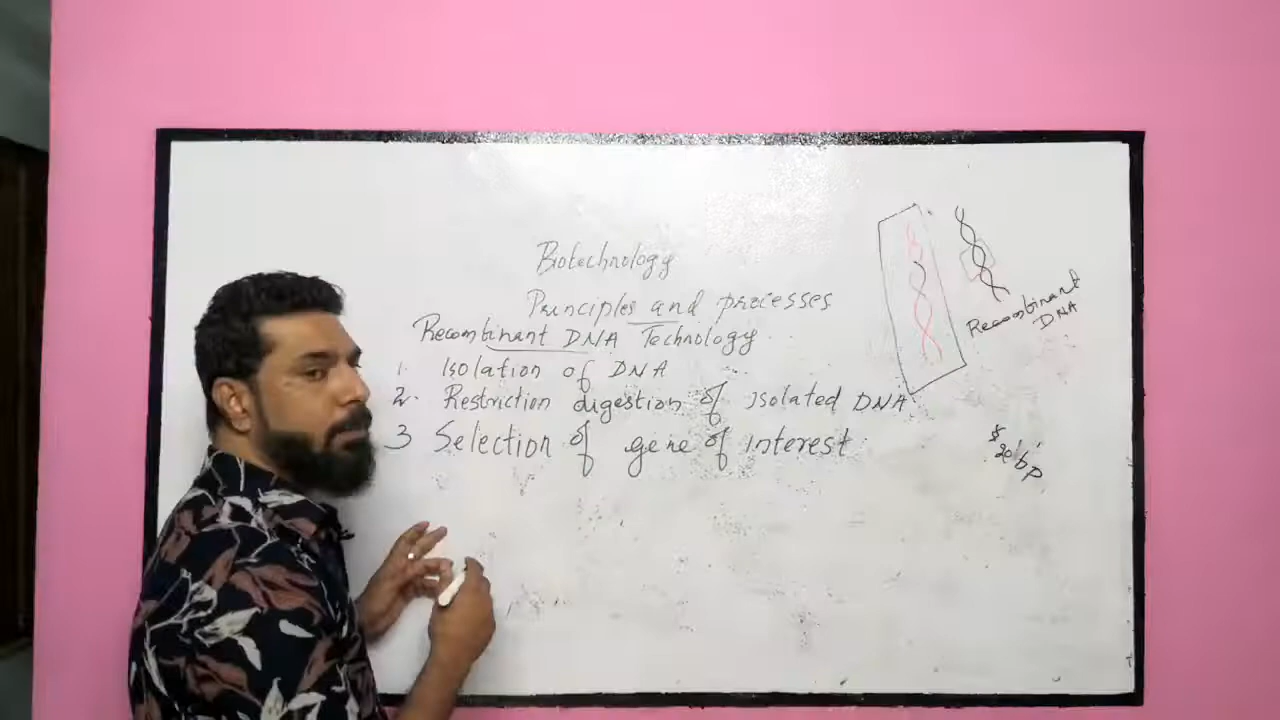 Biotechnology
Principles and processes
Recombinant DNA Technology
1. Isolation of DNA
2. Restriction digestion of Isolated DNA
3 Selection of gene of interest
Recombinant
DNA
bp